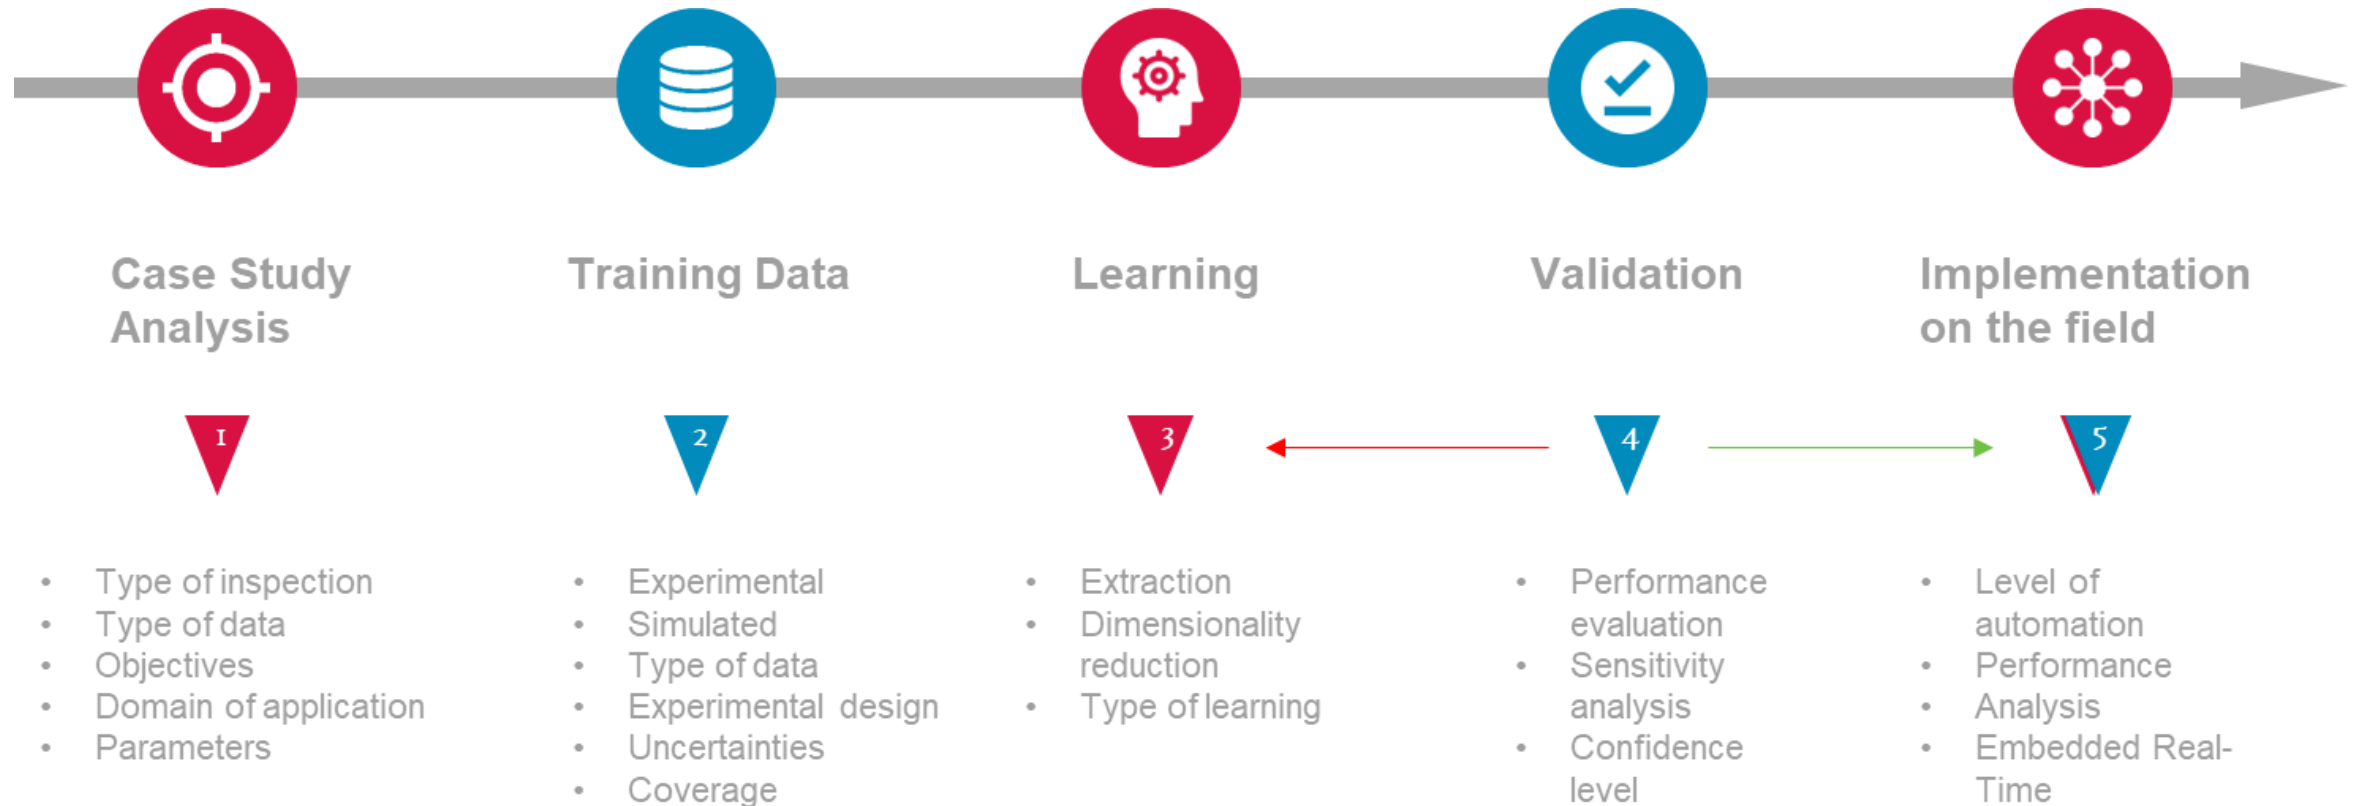 Case Study
Analysis
Training Data
Learning
Validation
Implementation
on the field
1
2
3
4
5
• Type of inspection
• Type of data
• Objectives
• Domain of application
• Parameters
• Experimental
• Simulated
• Type of data
• Experimental design
• Uncertainties
• Coverage
• Extraction
• Dimensionality
reduction
• Type of learning
• Performance
evaluation
• Sensitivity
analysis
• Confidence
level
• Level of
automation
• Performance
• Analysis
• Embedded Real-
Time